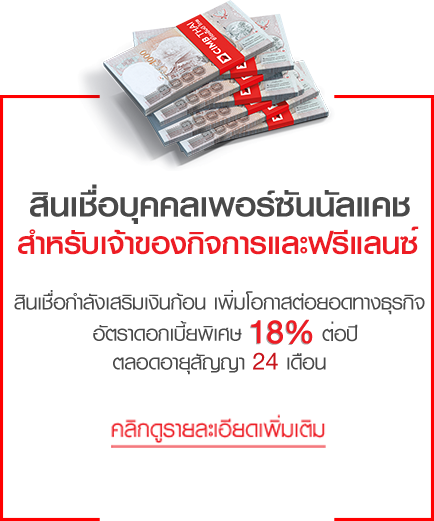 CIMB THAI
1000
สินเชื่อบุคคลเพอร์ซันนัลแคช
สำหรับเจ้าของกิจการและฟรีแลนซ์
สินเชื่อกำลังเสริมเงินก้อน เพิ่มโอกาสต่อยอดทางธุรกิจ
อัตราดอกเบี้ยพิเศษ 18% ต่อปี
ตลอดอายุสัญญา 24 เดือน
คลิกดูรายละเอียดเพิ่มเติม